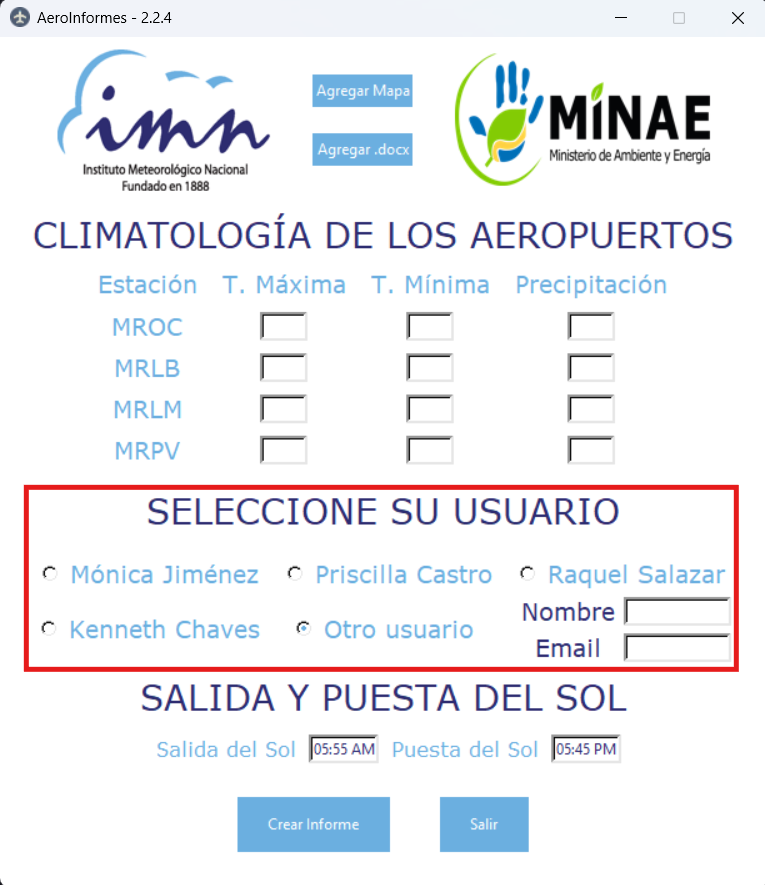 AeroInformes - 2.2.4
imn
Instituto Meteorológico Nacional
Fundado en 1888
Agregar Mapa
Agregar .docx
MINAE
Ministerio de Ambiente y Energía
CLIMATOLOGÍA DE LOS AEROPUERTOS
Estación T. Máxima T. Mínima Precipitación
MROC
MRLB
MRLM
MRPV
SELECCIONE SU USUARIO
Mónica Jiménez Priscilla Castro Raquel Salazar
Kenneth Chaves Otro usuario
Nombre
Email
SALIDA Y PUESTA DEL SOL
Salida del Sol 05:55 AM Puesta del Sol 05:45 PM
Crear Informe Salir